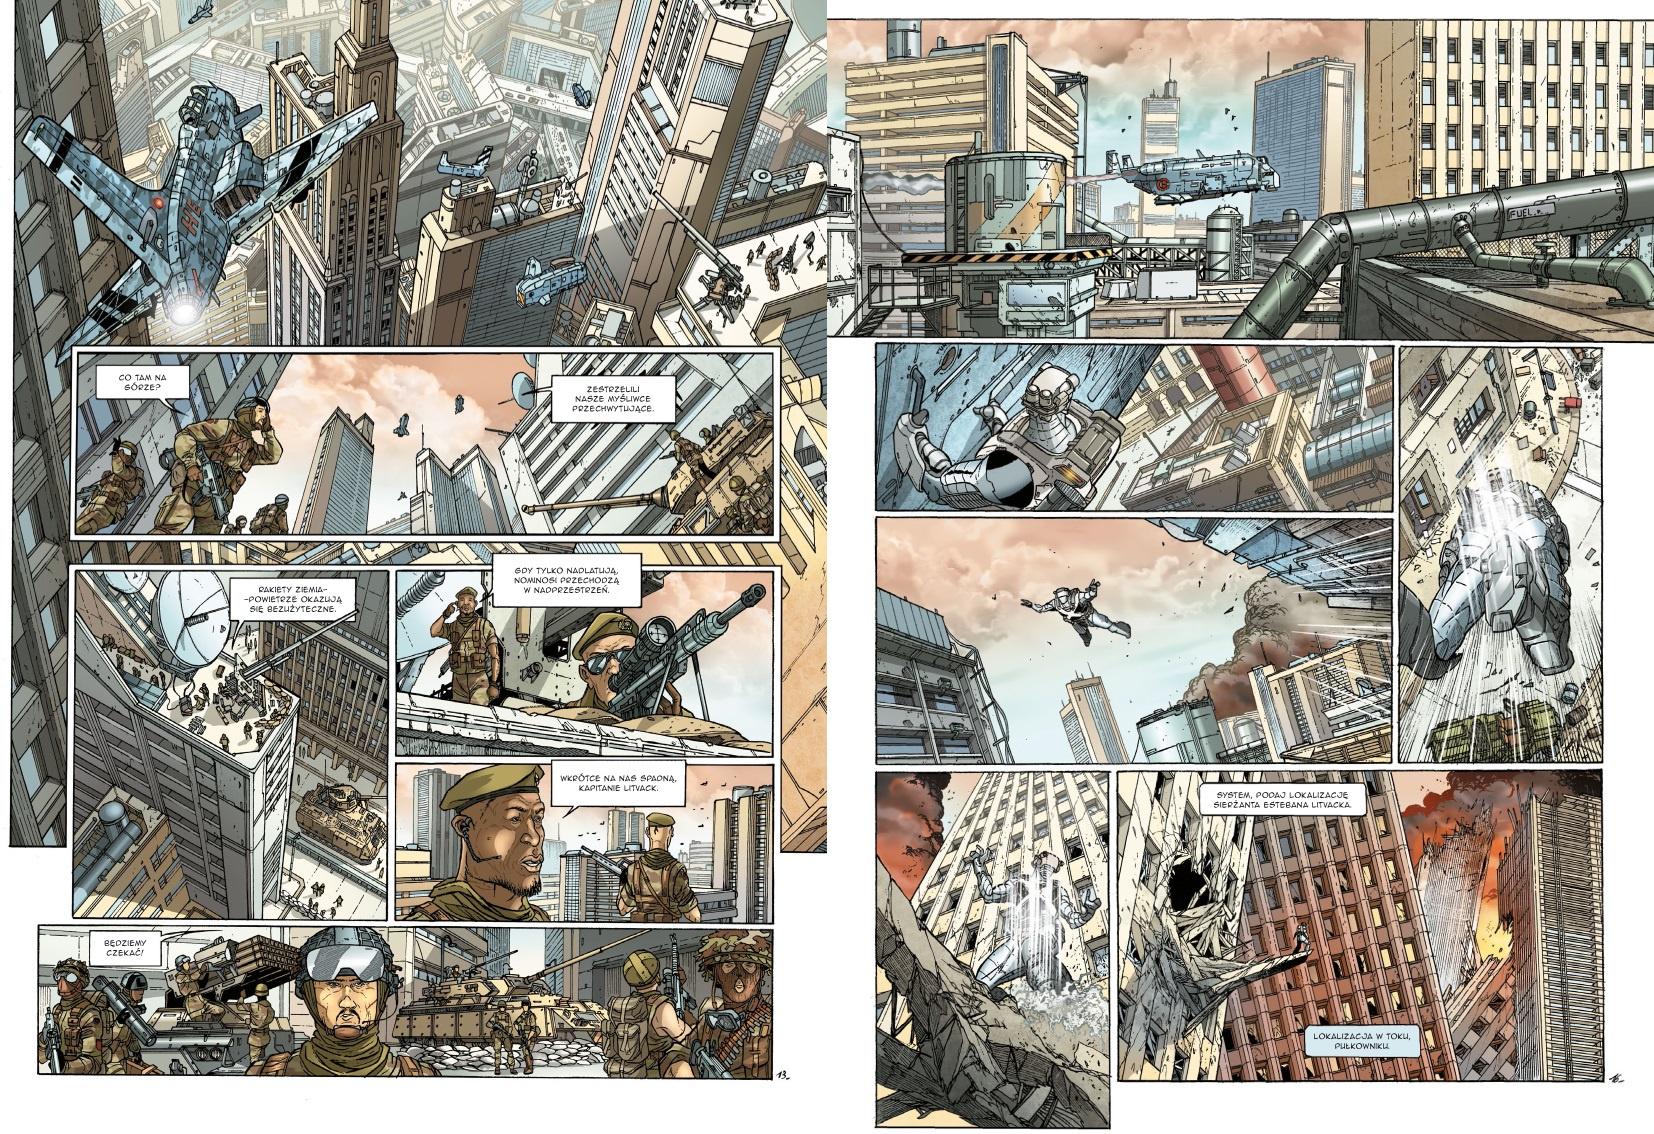 CO TAM NA
GÓRZE?
ZESTRZELILI
NASZE MYŚLIWCE
PRZECHWYTUJĄCE.
RAKIETY ZIEMIA-
-POWIETRZE OKAZUJĄ
SIĘ BEZUŻYTECZNE.
GDY TYLKO NADLATUJĄ,
NOMINOSI PRZECHODZĄ
W NADPRZESTRZEŃ.
WKRÓTCE NA NAS SPADNĄ,
KAPITANIE LITVACK.
BĘDZIEMY
CZEKAĆ!
13_
FUEL
SYSTEM, PODAJ LOKALIZACJĘ
SIERŻANTA ESTEBANA LITVACKA.
LOKALIZACJA W TOKU,
PUŁKOWNIKU.